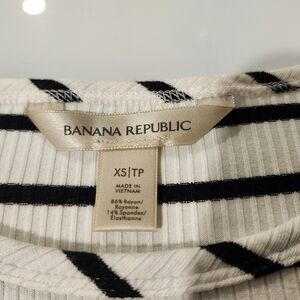 BANANA REPUBLIC
XS|TP
MADE IN
VIETNAM
86% Rayon/
Rayonne
14% Spandex/
Elasthanne